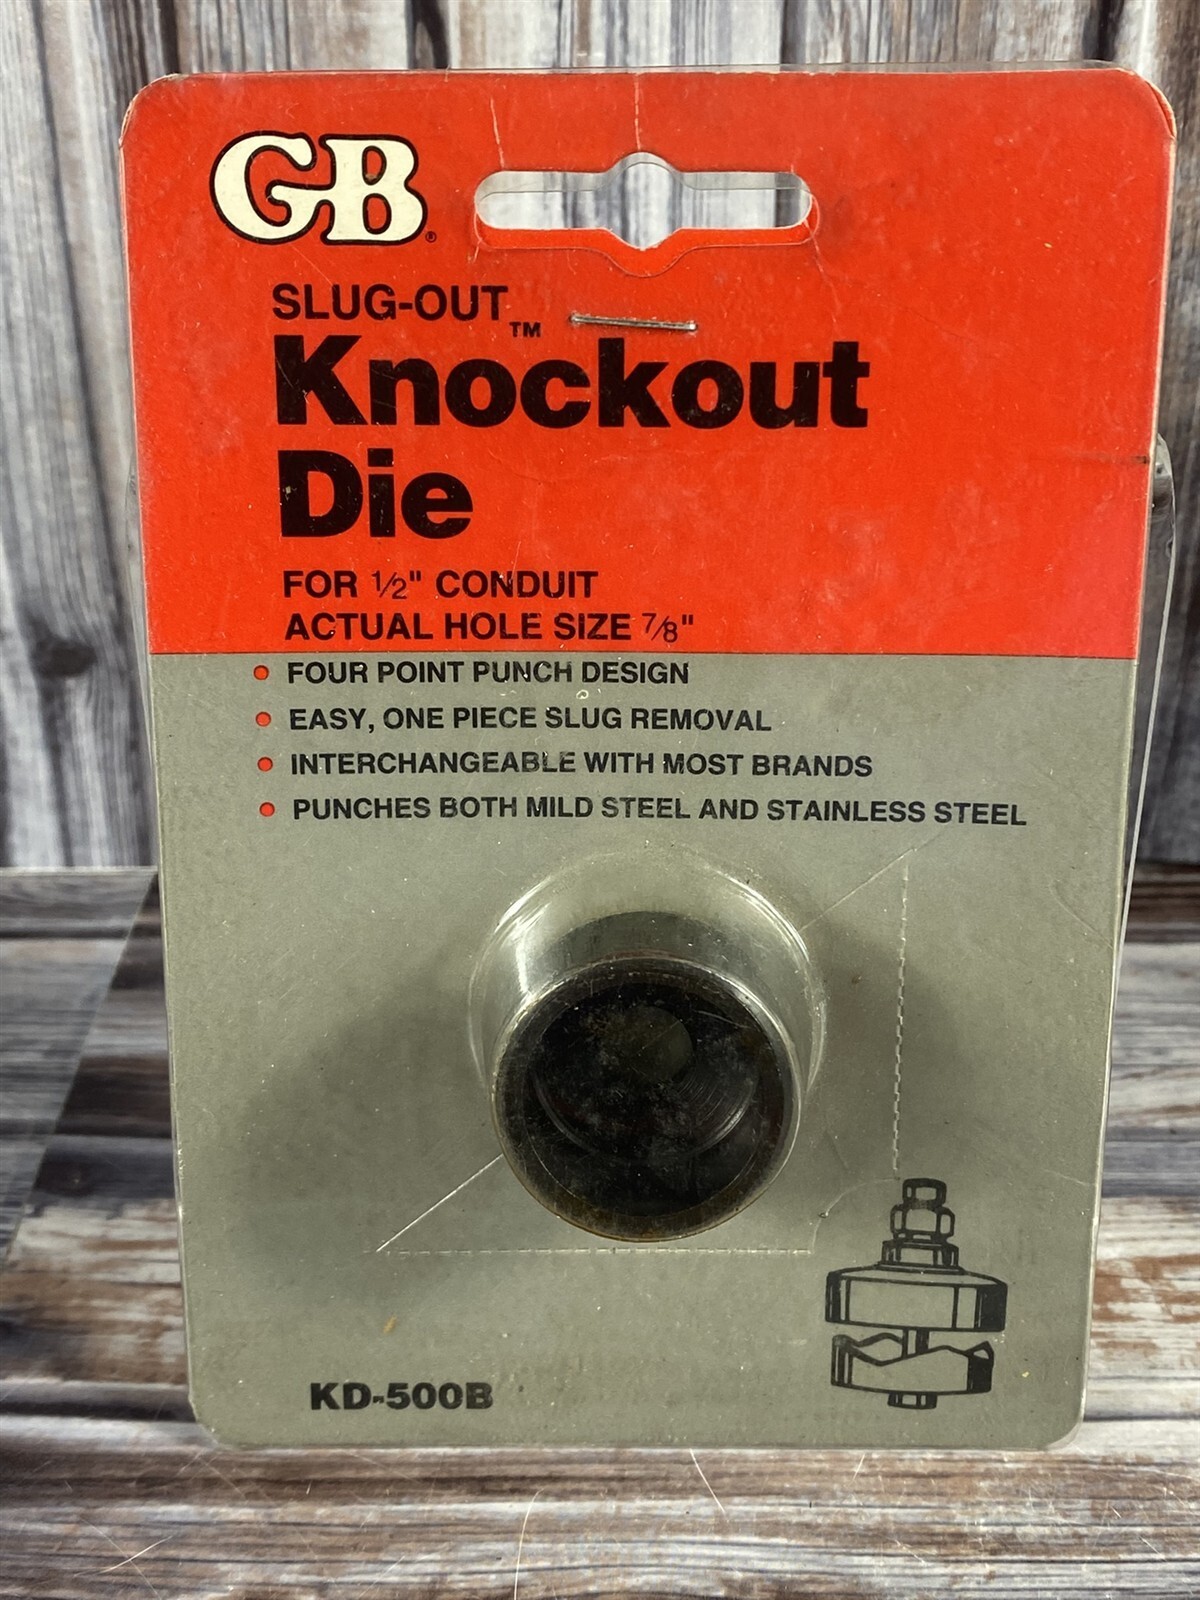 GB®
SLUG-OUT™
Knockout
Die
FOR 1/2" CONDUIT
ACTUAL HOLE SIZE 7/8"
• FOUR POINT PUNCH DESIGN
• EASY, ONE PIECE SLUG REMOVAL
• INTERCHANGEABLE WITH MOST BRANDS
• PUNCHES BOTH MILD STEEL AND STAINLESS STEEL
KD-500B